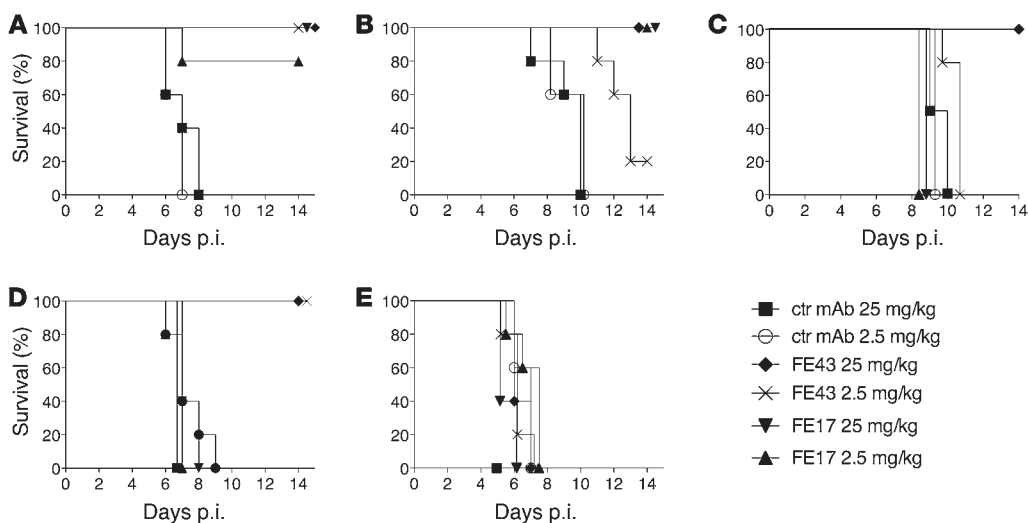 A
Survival (%)
100
80
60
40
20
0
0 2 4 6 8 10 12 14
Days p.i.
B
100
80
60
40
20
0
0 2 4 6 8 10 12 14
Days p.i.
C
100
80
60
40
20
0
0 2 4 6 8 10 12 14
Days p.i.
D
Survival (%)
100
80
60
40
20
0
0 2 4 6 8 10 12 14
Days p.i.
E
100
80
60
40
20
0
0 2 4 6 8 10 12 14
Days p.i.
ctr mAb 25 mg/kg
ctr mAb 2.5 mg/kg
FE43 25 mg/kg
FE43 2.5 mg/kg
FE17 25 mg/kg
FE17 2.5 mg/kg